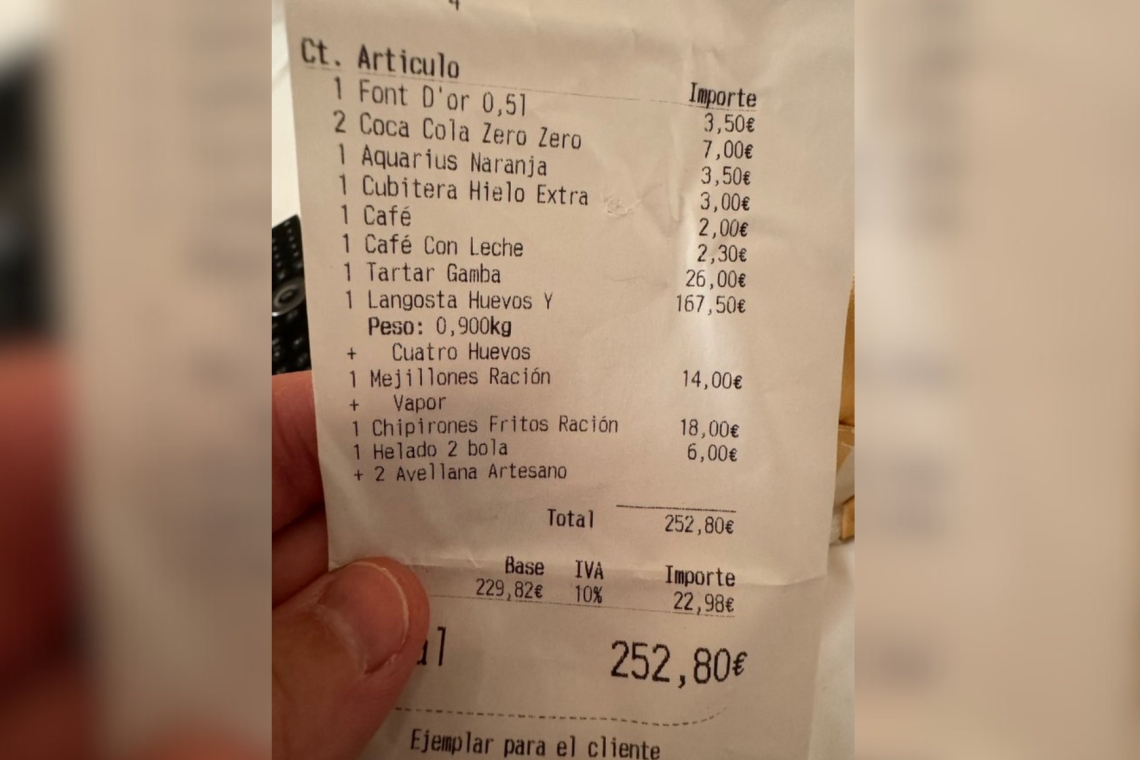 Ct. Artículo Importe
1 Font D'or 0,5l 3,50€
2 Coca Cola Zero Zero 7,00€
1 Aquarius Naranja 3,50€
1 Cubitera Hielo Extra 3,00€
1 Café 2,00€
1 Café Con Leche 2,30€
1 Tartar Gamba 26,00€
1 Langosta Huevos Y 167,50€
Peso: 0,900kg
+ Cuatro Huevos
1 Mejillones Ración 14,00€
+ Vapor
1 Chipirones Fritos Ración 18,00€
1 Helado 2 bola 6,00€
+ 2 Avellana Artesano
Total 252,80€
Base IVA Importe
229,82€ 10% 22,98€
252,80€
Ejemplar para el cliente